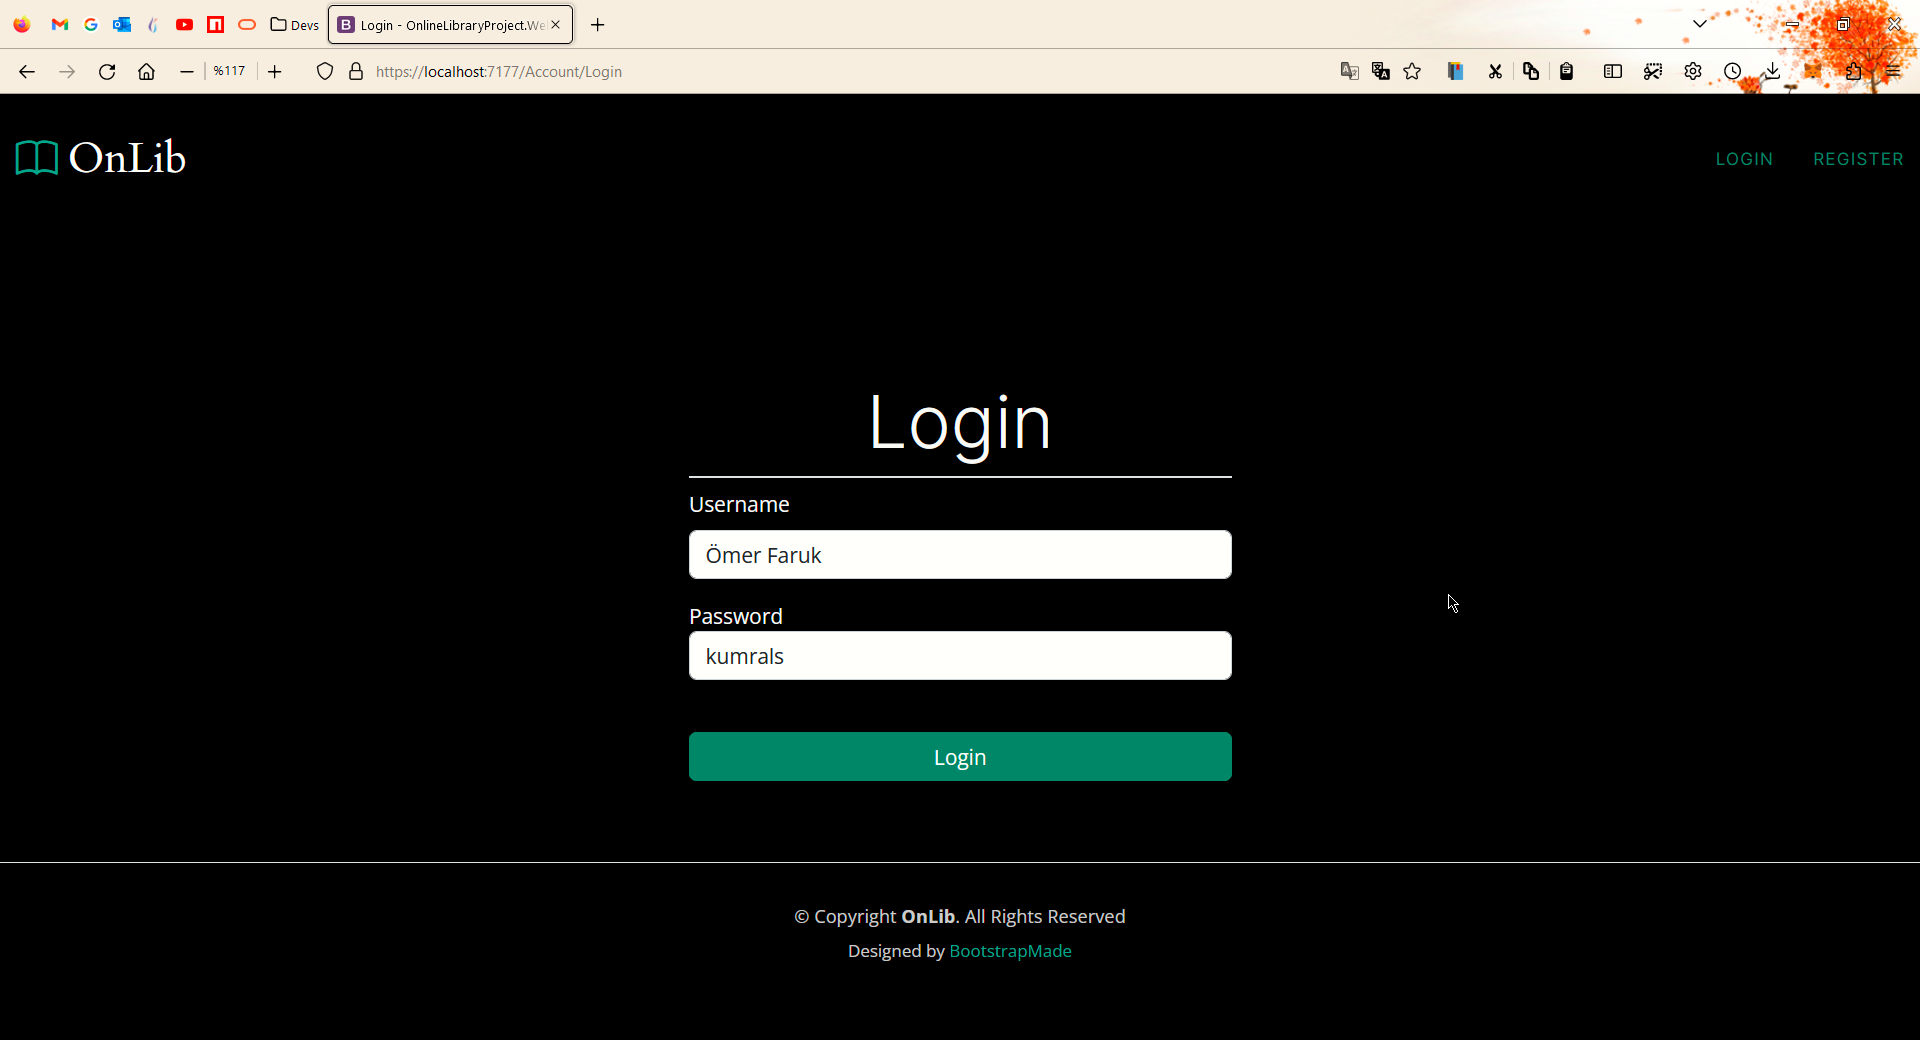 Devs
Login - OnlineLibraryProject.We
%117
https://localhost:7177/Account/Login
OnLib
LOGIN
REGISTER
Login
Username
Ömer Faruk
Password
kumrals
Login
© Copyright OnLib. All Rights Reserved
Designed by BootstrapMade